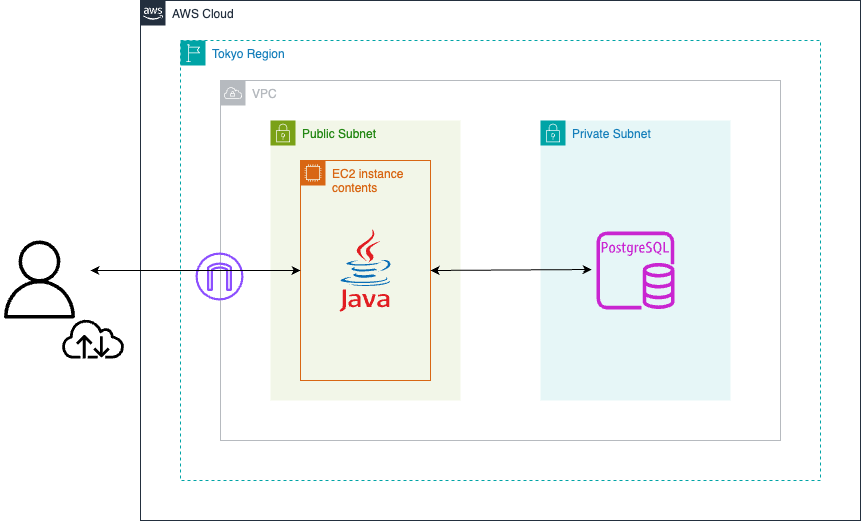 aws
AWS Cloud
Tokyo Region
VPC
Public Subnet
Private Subnet
EC2 instance
contents
PostgreSQL
Java